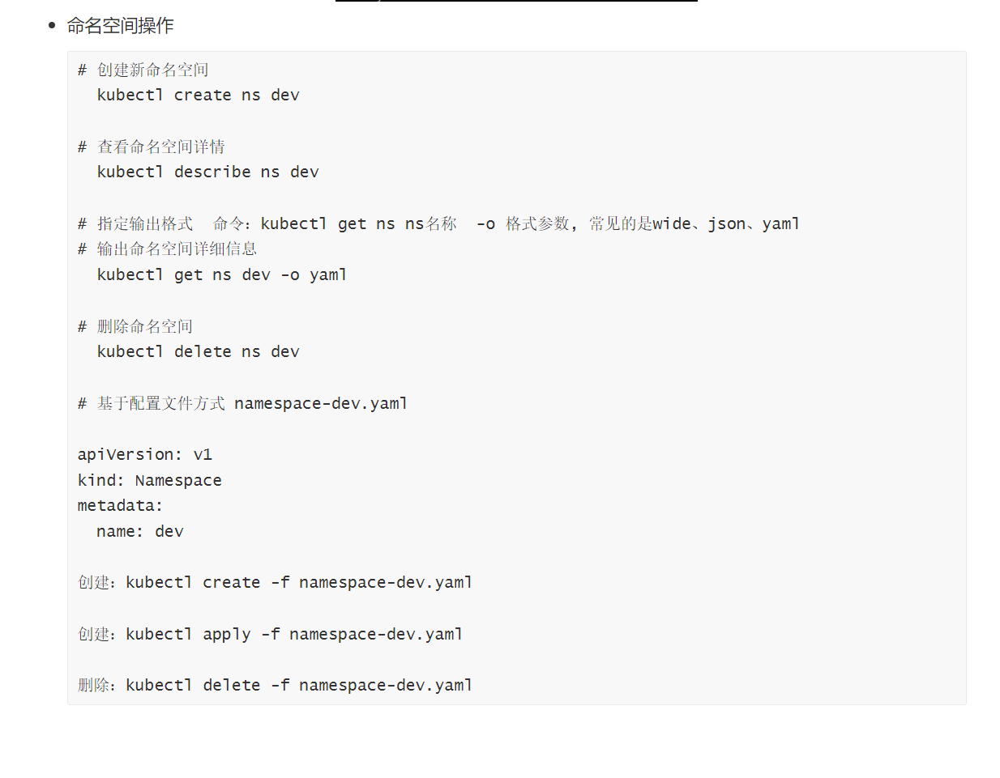 命名空间操作
# 创建新命名空间
kubectl create ns dev
# 查看命名空间详情
kubectl describe ns dev
# 指定输出格式  命令：kubectl get ns ns名称  -o 格式参数, 常见的是wide、json、yaml
# 输出命名空间详细信息
kubectl get ns dev -o yaml
# 删除命名空间
kubectl delete ns dev
# 基于配置文件方式 namespace-dev.yaml
apiVersion: v1
kind: Namespace
metadata:
  name: dev
创建：kubectl create -f namespace-dev.yaml
创建：kubectl apply -f namespace-dev.yaml
删除：kubectl delete -f namespace-dev.yaml